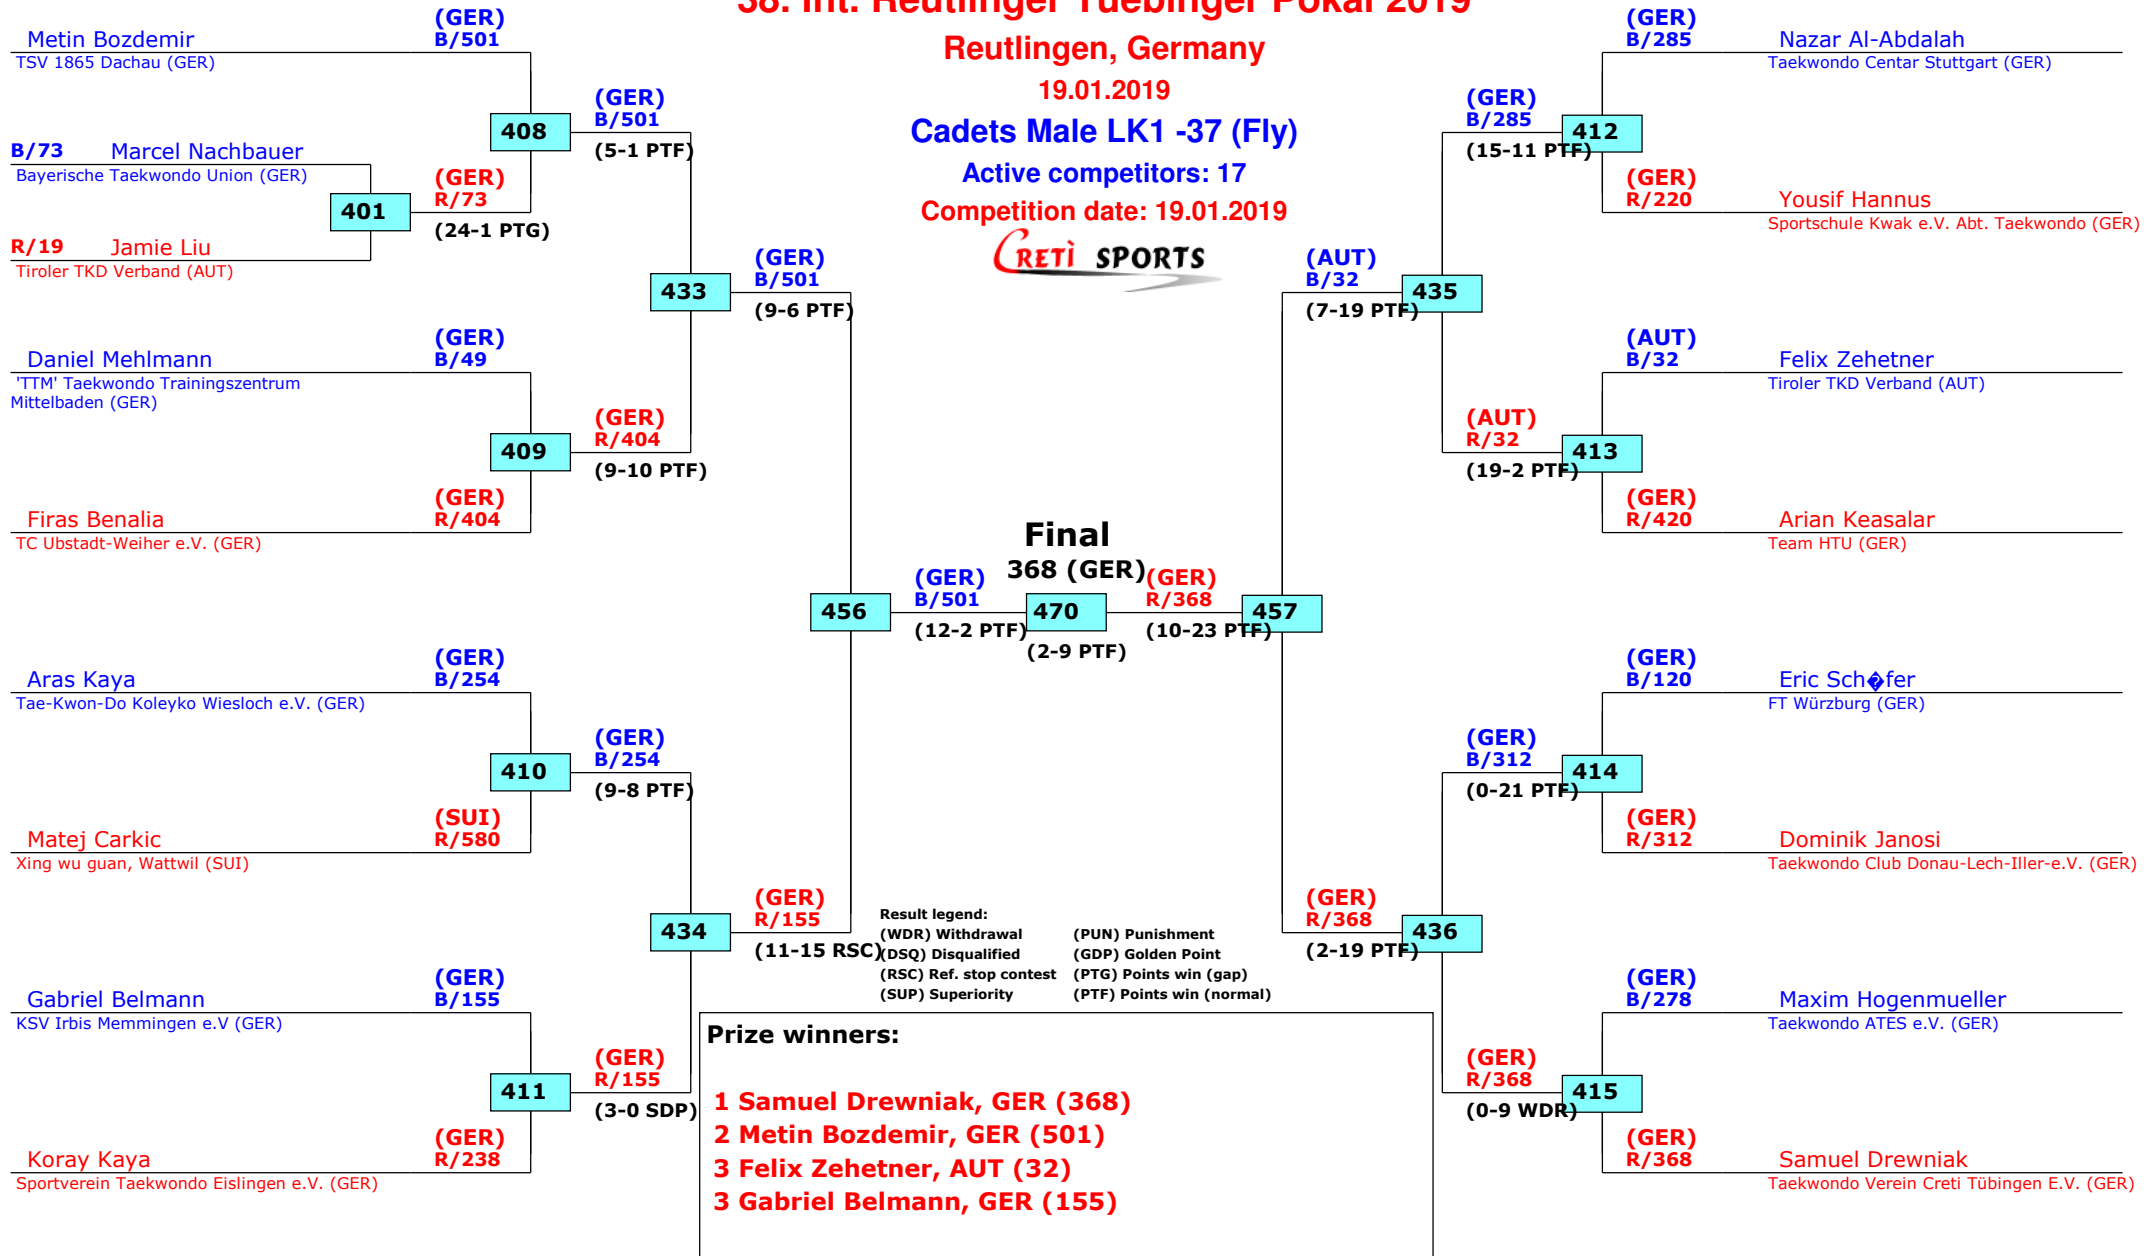 38. Int. Reutlinger Tuebinger Pokal 2019
Reutlingen, Germany
19.01.2019
Cadets Male LK1 -37 (Fly)
Active competitors: 17
Competition date: 19.01.2019
CRETÌ SPORTS
Metin Bozdemir
TSV 1865 Dachau (GER)
(GER)
B/501
B/73 Marcel Nachbauer
Bayerische Taekwondo Union (GER)
R/19 Jamie Liu
Tiroler TKD Verband (AUT)
401
(GER)
R/73
(24-1 PTG)
408
(GER)
B/501
(5-1 PTF)
Daniel Mehlmann
'TTM' Taekwondo Trainingszentrum
Mittelbaden (GER)
(GER)
B/49
Firas Benalia
TC Ubstadt-Weiher e.V. (GER)
(GER)
R/404
409
(GER)
R/404
(9-10 PTF)
433
(GER)
B/501
(9-6 PTF)
Aras Kaya
Tae-Kwon-Do Koleyko Wiesloch e.V. (GER)
(GER)
B/254
Matej Carkic
Xing wu guan, Wattwil (SUI)
(SUI)
R/580
410
(GER)
B/254
(9-8 PTF)
Gabriel Belmann
KSV Irbis Memmingen e.V (GER)
(GER)
B/155
Koray Kaya
Sportverein Taekwondo Eislingen e.V. (GER)
(GER)
R/238
411
(GER)
R/155
(3-0 SDP)
434
(GER)
R/155
(11-15 RSC)
456
(GER)
B/501
(12-2 PTF)
Final
368 (GER)
470
(2-9 PTF)
(GER)
R/368
(10-23 PTF)
457
(AUT)
B/32
(7-19 PTF)
435
(GER)
B/285
(15-11 PTF)
412
(GER)
B/285
Nazar Al-Abdalah
Taekwondo Centar Stuttgart (GER)
(GER)
R/220
Yousif Hannus
Sportschule Kwak e.V. Abt. Taekwondo (GER)
(AUT)
R/32
(19-2 PTF)
413
(AUT)
B/32
Felix Zehetner
Tiroler TKD Verband (AUT)
(GER)
R/420
Arian Keasalar
Team HTU (GER)
(GER)
R/368
(2-19 PTF)
436
(GER)
B/312
(0-21 PTF)
414
(GER)
B/120
Eric Sch�fer
FT Würzburg (GER)
(GER)
R/312
Dominik Janosi
Taekwondo Club Donau-Lech-Iller-e.V. (GER)
(GER)
R/368
(0-9 WDR)
415
(GER)
B/278
Maxim Hogenmueller
Taekwondo ATES e.V. (GER)
(GER)
R/368
Samuel Drewniak
Taekwondo Verein Creti Tübingen E.V. (GER)
Result legend:
(WDR) Withdrawal (PUN) Punishment
(DSQ) Disqualified (GDP) Golden Point
(RSC) Ref. stop contest (PTG) Points win (gap)
(SUP) Superiority (PTF) Points win (normal)
Prize winners:
1 Samuel Drewniak, GER (368)
2 Metin Bozdemir, GER (501)
3 Felix Zehetner, AUT (32)
3 Gabriel Belmann, GER (155)